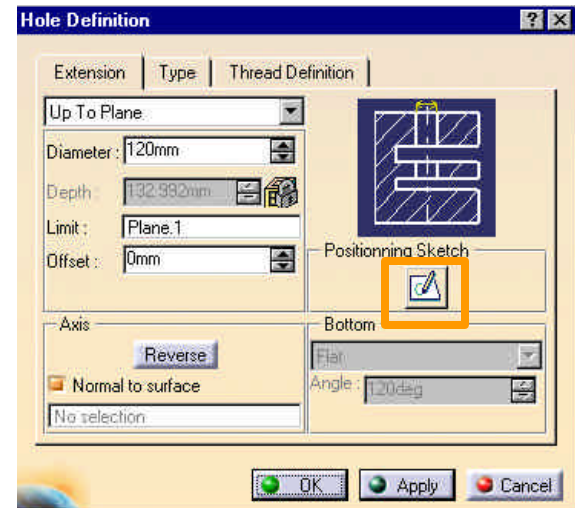 Hole Definition
Extension Type Thread Definition
Up To Plane
Diameter : 120mm
Depth : 132.992mm
Limit : Plane.1
Offset : 0mm
Positionning Sketch
Axis
Reverse
Normal to surface
No selection
Bottom
Flat
Angle : 120deg
OK Apply Cancel